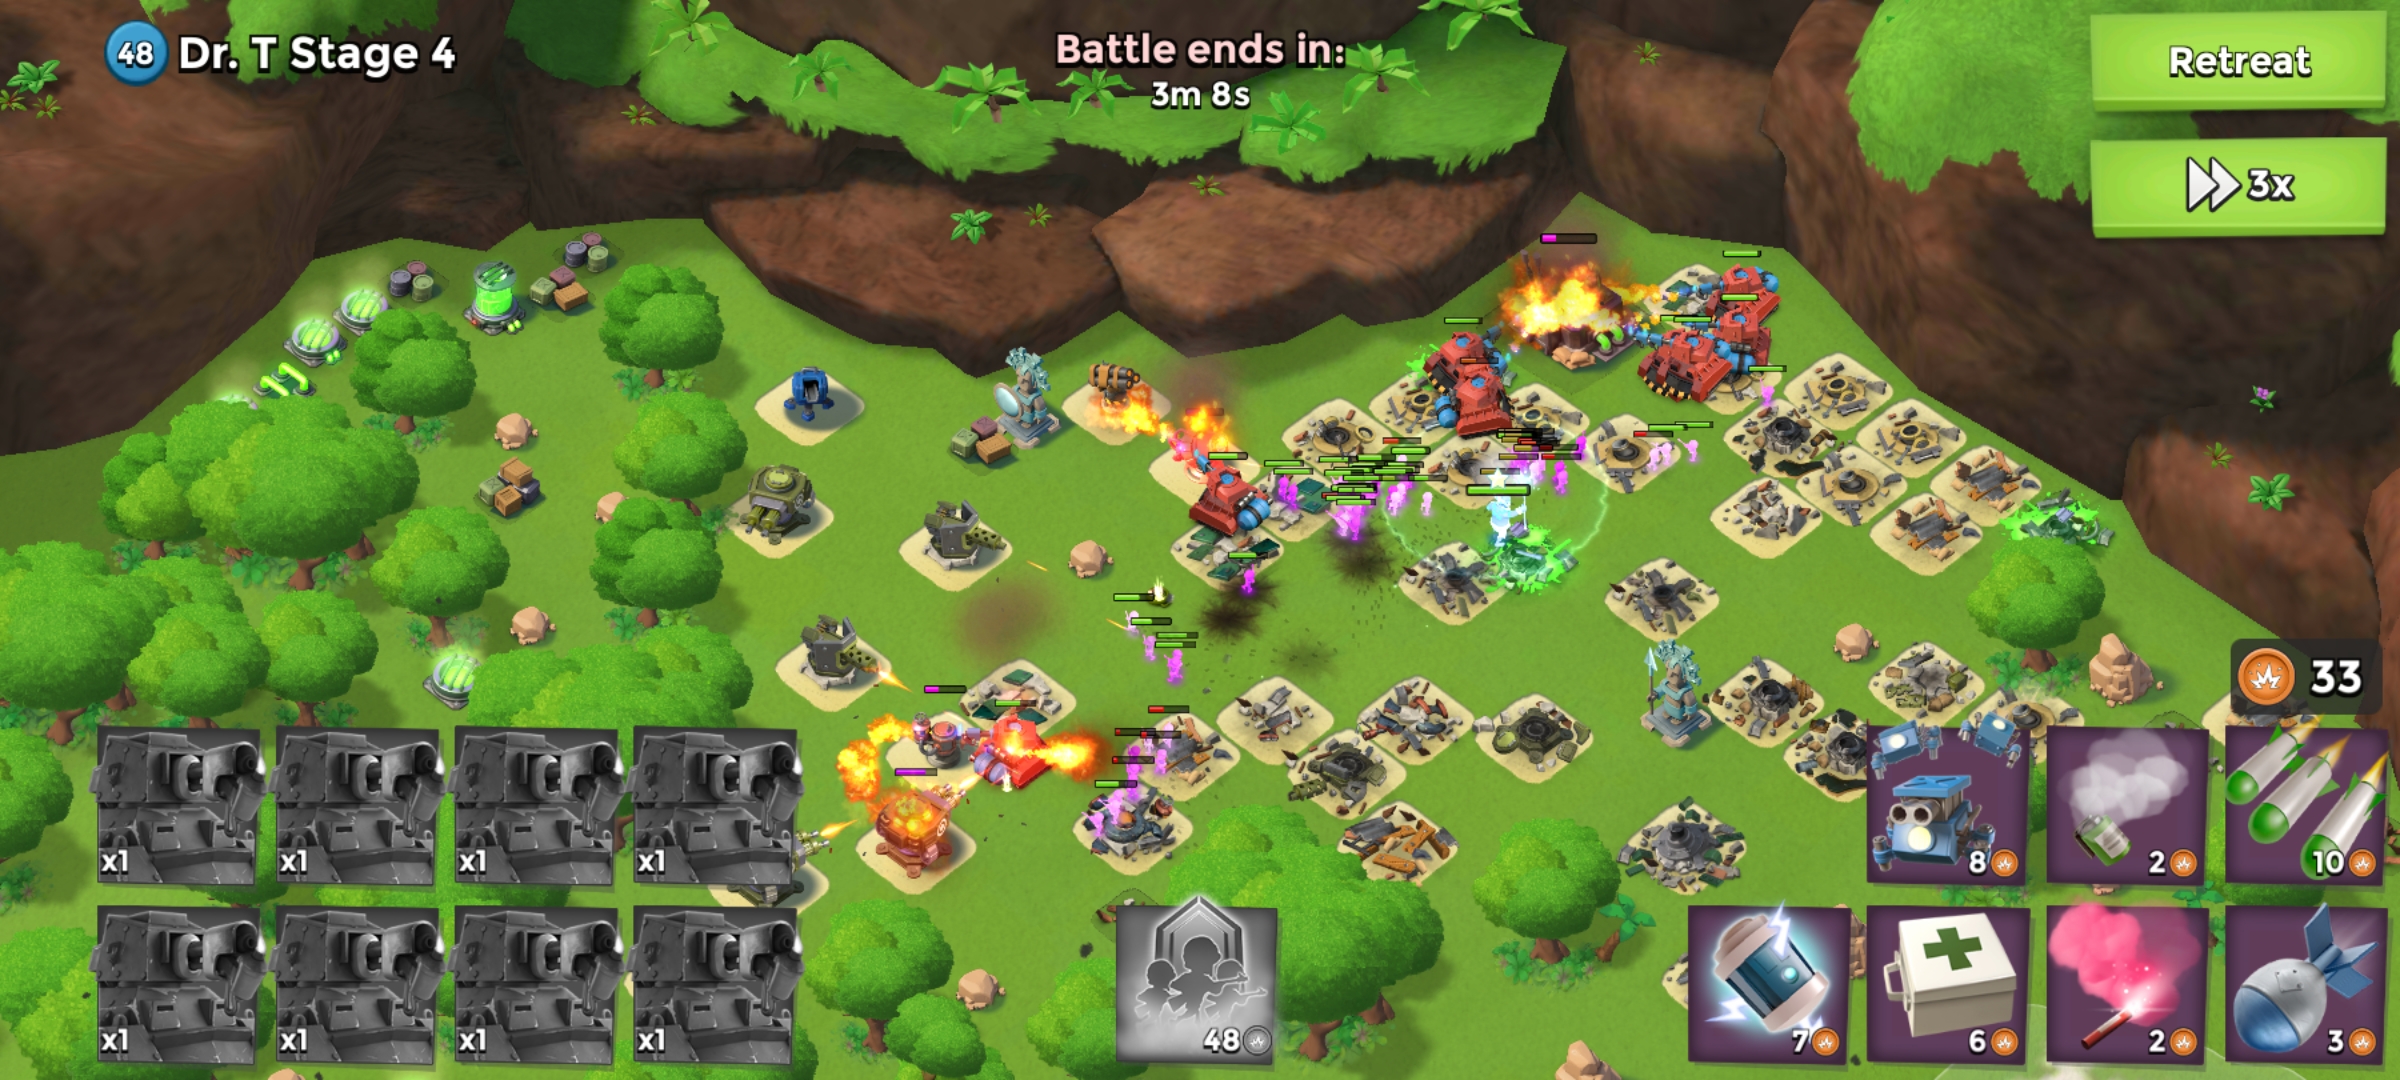 48 Dr. T Stage 4
Battle ends in:
3m 8s
Retreat
3x
33
x1
x1
x1
x1
8
2
10
x1
x1
x1
x1
48
7
6
2
3